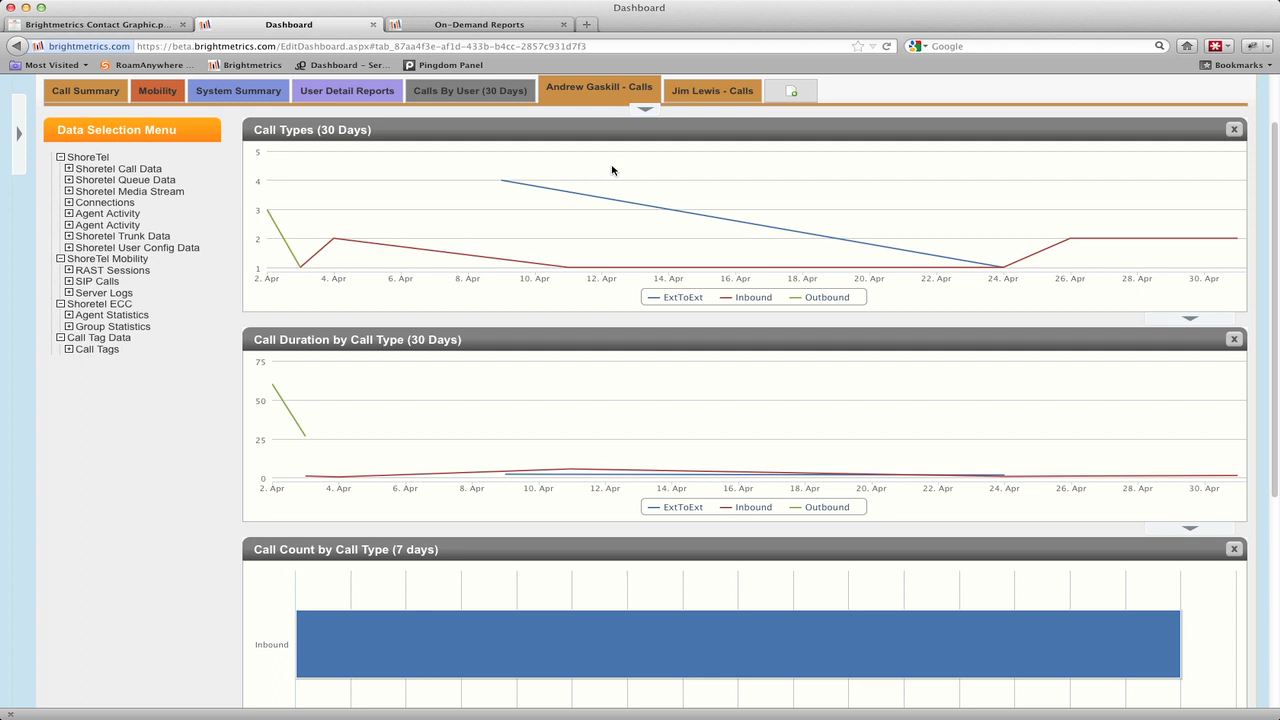 Dashboard
Brightmetrics Contact Graphic.p...
Dashboard
On-Demand Reports
brightmetrics.com
https://beta.brightmetrics.com/EditDashboard.aspx#tab_87aa4f3e-af1d-433b-b4cc-2857c931d7f3
Google
Most Visited
RoamAnywhere ...
Brightmetrics
Dashboard – Ser...
Pingdom Panel
Bookmarks
Call Summary
Mobility
System Summary
User Detail Reports
Calls By User (30 Days)
Andrew Gaskill - Calls
Jim Lewis - Calls
Data Selection Menu
ShoreTel
Shoretel Call Data
Shoretel Queue Data
Shoretel Media Stream
Connections
Agent Activity
Agent Activity
Shoretel Trunk Data
Shoretel User Config Data
ShoreTel Mobility
RAST Sessions
SIP Calls
Server Logs
Shoretel ECC
Agent Statistics
Group Statistics
Call Tag Data
Call Tags
Call Types (30 Days)
X
5
4
3
2
1
2. Apr 4. Apr 6. Apr 8. Apr 10. Apr 12. Apr 14. Apr 16. Apr 18. Apr 20. Apr 22. Apr 24. Apr 26. Apr 28. Apr 30. Apr
ExtToExt Inbound Outbound
Call Duration by Call Type (30 Days)
X
75
50
25
0
2. Apr 4. Apr 6. Apr 8. Apr 10. Apr 12. Apr 14. Apr 16. Apr 18. Apr 20. Apr 22. Apr 24. Apr 26. Apr 28. Apr 30. Apr
ExtToExt Inbound Outbound
Call Count by Call Type (7 days)
X
Inbound